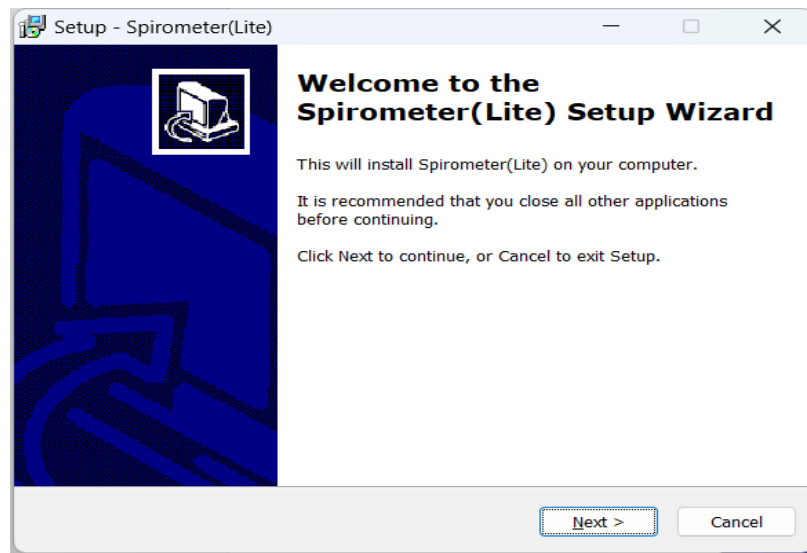 Setup - Spirometer(Lite)
Welcome to the
Spirometer(Lite) Setup Wizard
This will install Spirometer(Lite) on your computer.
It is recommended that you close all other applications
before continuing.
Click Next to continue, or Cancel to exit Setup.
Next >
Cancel